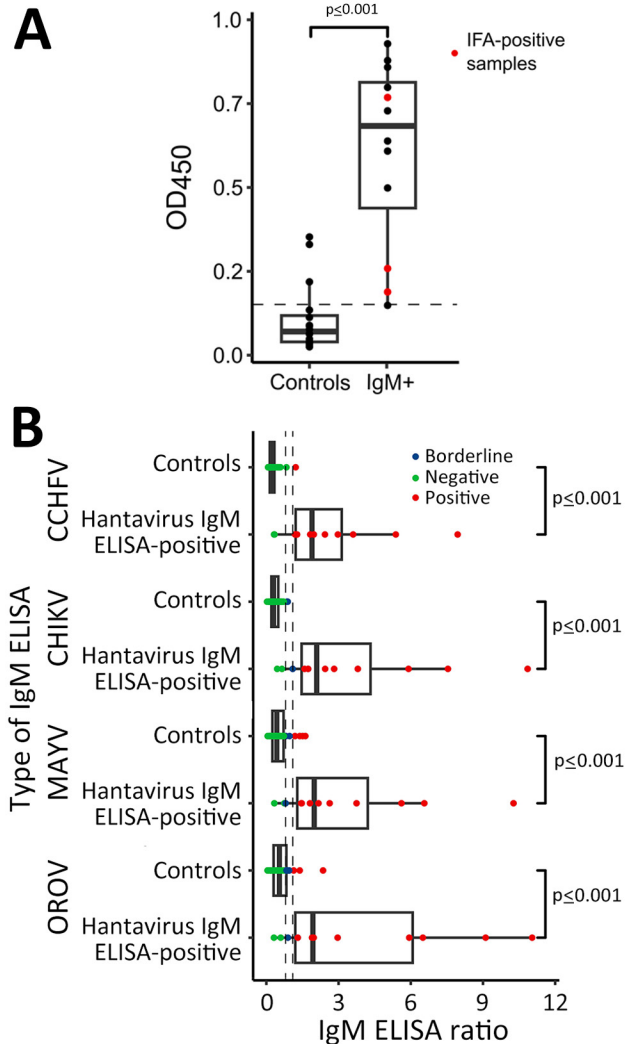 A
p≤0.001
IFA-positive
samples
1.0
0.7
0.5
0.2
0.0
OD450
Controls
IgM+
B
Borderline
Negative
Positive
Type of IgM ELISA
CCHFV
Controls
Hantavirus IgM
ELISA-positive
p≤0.001
CHIKV
Controls
Hantavirus IgM
ELISA-positive
p≤0.001
MAYV
Controls
Hantavirus IgM
ELISA-positive
p≤0.001
OROV
Controls
Hantavirus IgM
ELISA-positive
p≤0.001
0 3 6 9 12
IgM ELISA ratio